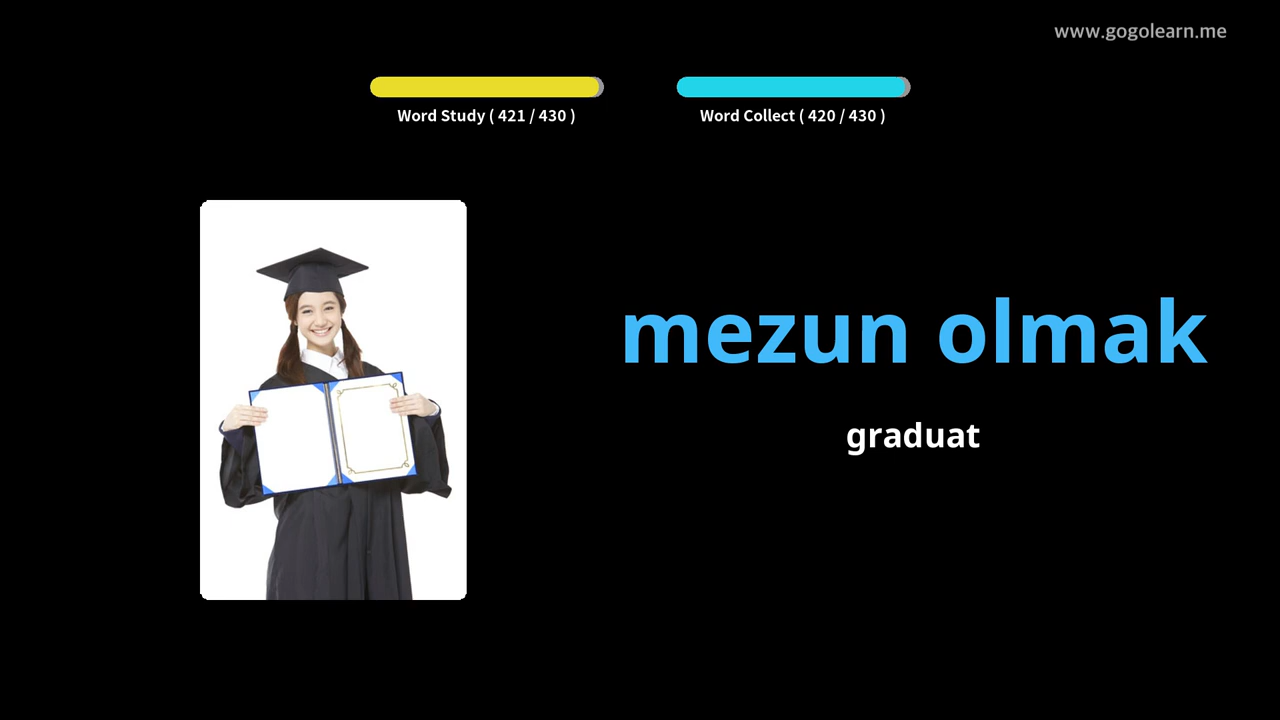 www.gogolearn.me
Word Study ( 421 / 430 )
Word Collect ( 420 / 430 )
mezun olmak
graduat